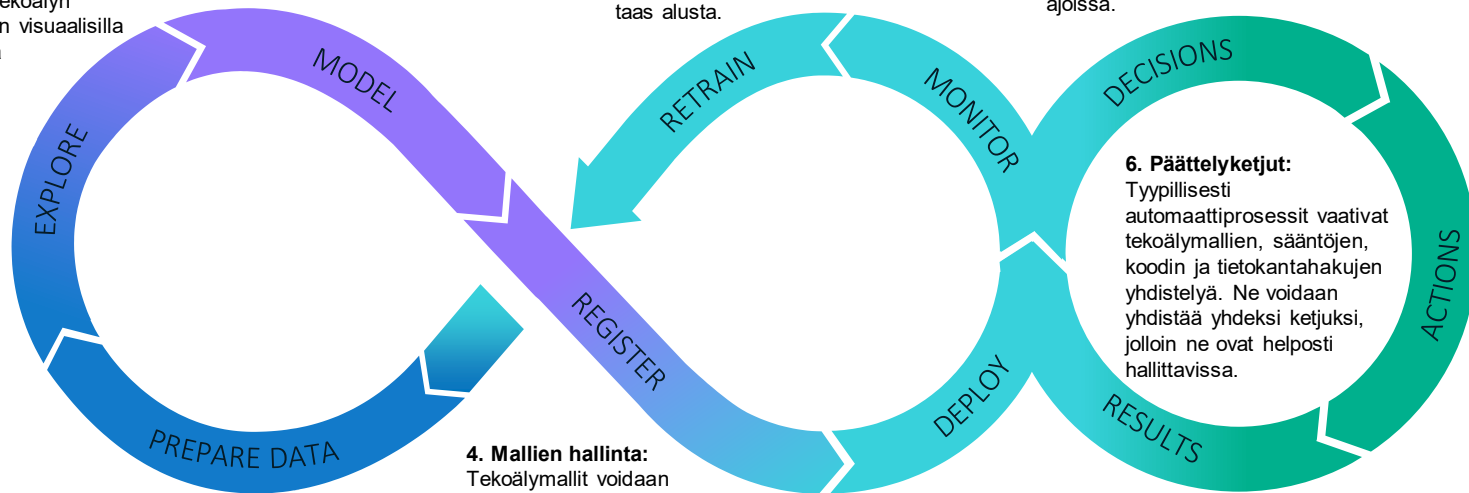 n visuaalisilla
taas alusta.
ajoissa.
MODEL
EXPLORE
PREPARE DATA
REGISTER
RETRAIN
MONITOR
DEPLOY
DECISIONS
ACTIONS
RESULTS
4. Mallien hallinta:
Tekoälymallit voidaan
6. Päättelyketjut:
Tyypillisesti
automaattiprosessit vaativat
tekoälymallien, sääntöjen,
koodin ja tietokantahakujen
yhdistelyä. Ne voidaan
yhdistää yhdeksi ketjuksi,
jolloin ne ovat helposti
hallittavissa.